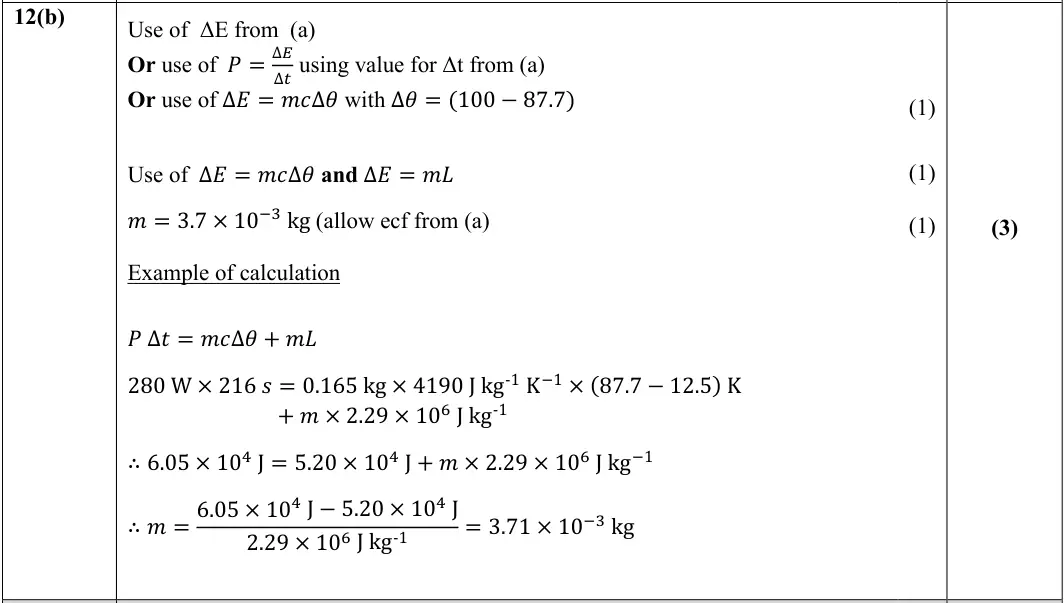 12(b)
Use of ΔE from (a)
Or use of P = ΔE/Δt using value for Δt from (a)
Or use of ΔE = mcΔθ with Δθ = (100 − 87.7)
(1)
Use of ΔE = mcΔθ and ΔE = mL (1)
m = 3.7 × 10⁻³ kg (allow ecf from (a) (1) (3)
Example of calculation
P Δt = mcΔθ + mL
280 W × 216 s = 0.165 kg × 4190 J kg⁻¹ K⁻¹ × (87.7 − 12.5) K
+ m × 2.29 × 10⁶ J kg⁻¹
∴ 6.05 × 10⁴ J = 5.20 × 10⁴ J + m × 2.29 × 10⁶ J kg⁻¹
∴ m = (6.05 × 10⁴ J − 5.20 × 10⁴ J)/(2.29 × 10⁶ J kg⁻¹) = 3.71 × 10⁻³ kg